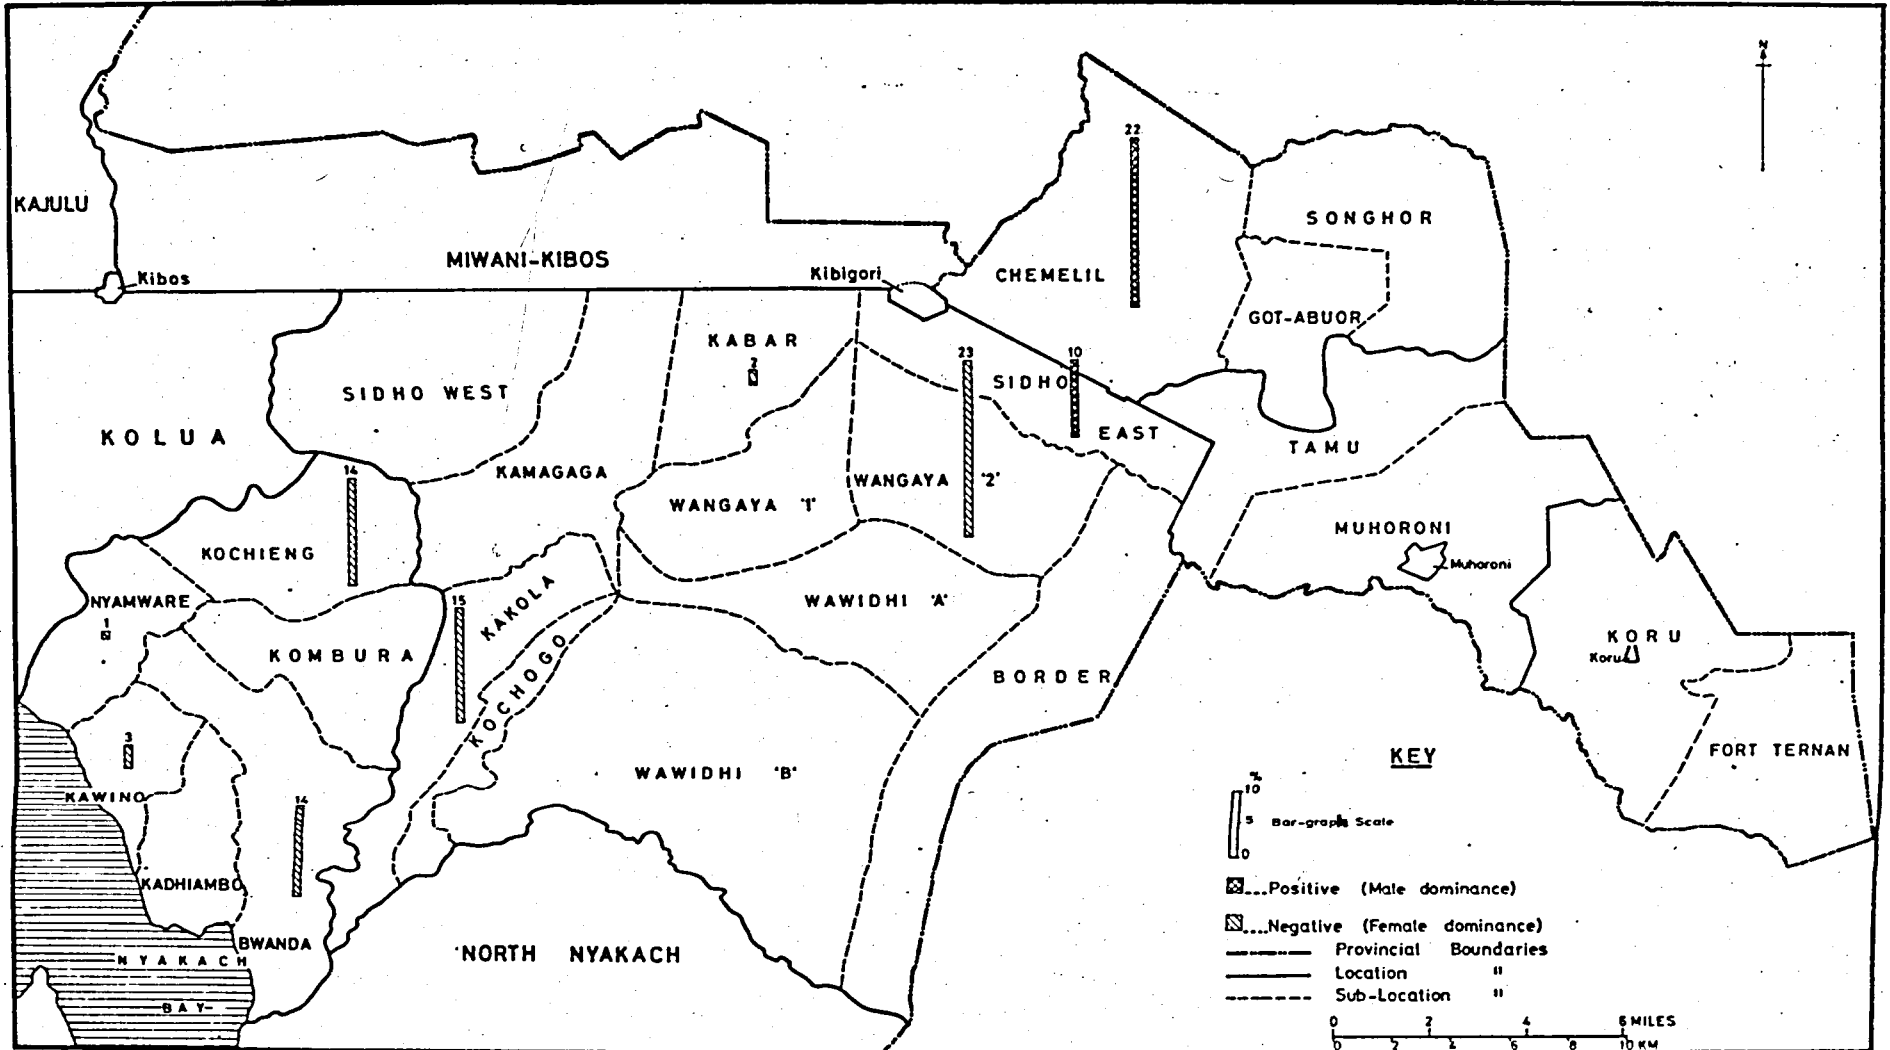 N
22
KAJULU
SONGHOR
MIWANI-KIBOS
Kibos
Kibigori
CHEMELIL
GOT-ABUOR
KABAR
2
23
10
SIDHO
EAST
SIDHO WEST
KOLUA
TAMU
14
KAMAGAGA
WANGAYA '1'
WANGAYA '2'
KOCHIENG
MUHORONI
Muhoroni
NYAMWARE
1
15
KAKOLA
WAWIDHI 'A'
KOMBURA
KOCHOGO
BORDER
KORU
Koru
3
KAWINO
WAWIDHI 'B'
FORT TERNAN
14
KADHIAMBO
BWANDA
NYAKACH
BAY
NORTH NYAKACH
KEY
%
10
5 Bar-graph Scale
0
...Positive (Male dominance)
...Negative (Female dominance)
Provincial Boundaries
Location "
Sub-Location "
0 2 4 6 MILES
0 2 4 6 8 10 KM